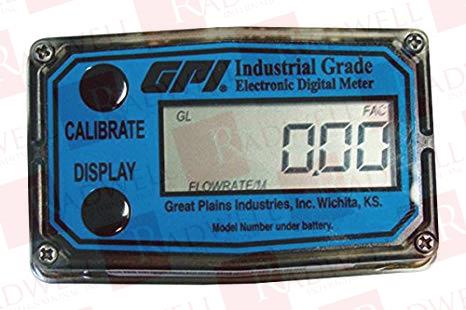 GPI. Industrial Grade
Electronic Digital Meter
CALIBRATE
DISPLAY
GL FAC
0.00
FLOWRATE/M
Great Plains Industries, Inc. Wichita, KS.
Model Number under battery.
RADWELL